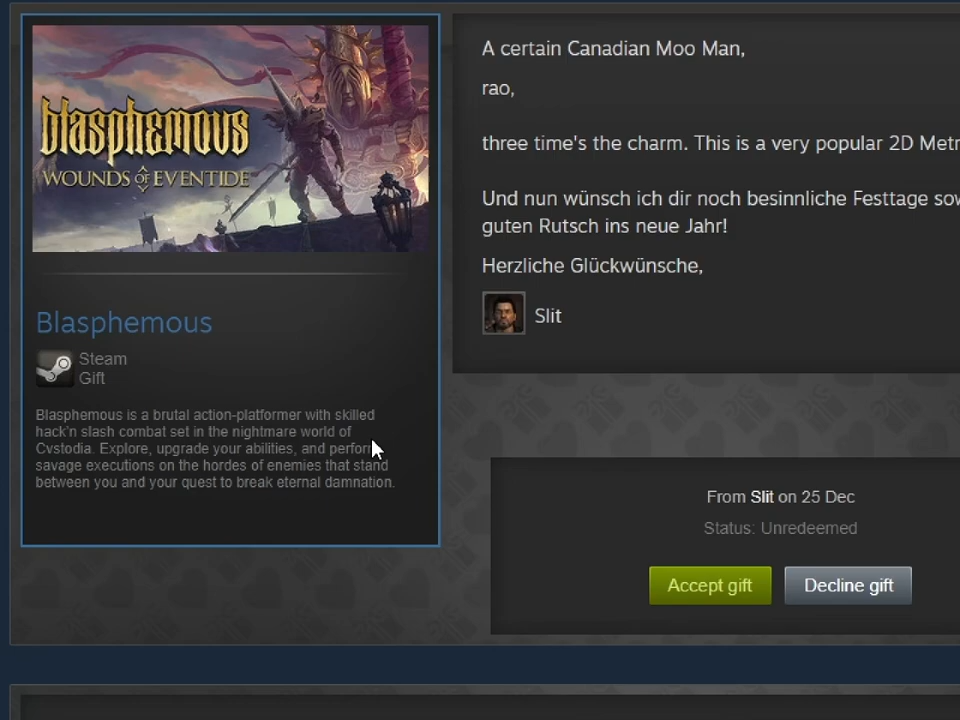 blasphemous
WOUNDS OF EVENTIDE
Blasphemous
Steam
Gift
Blasphemous is a brutal action-platformer with skilled
hack'n slash combat set in the nightmare world of
Cvstodia. Explore, upgrade your abilities, and perform
savage executions on the hordes of enemies that stand
between you and your quest to break eternal damnation.
A certain Canadian Moo Man,
rao,
three time's the charm. This is a very popular 2D Metr
Und nun wünsch ich dir noch besinnliche Festtage sow
guten Rutsch ins neue Jahr!
Herzliche Glückwünsche,
Slit
From Slit on 25 Dec
Status: Unredeemed
Accept gift
Decline gift